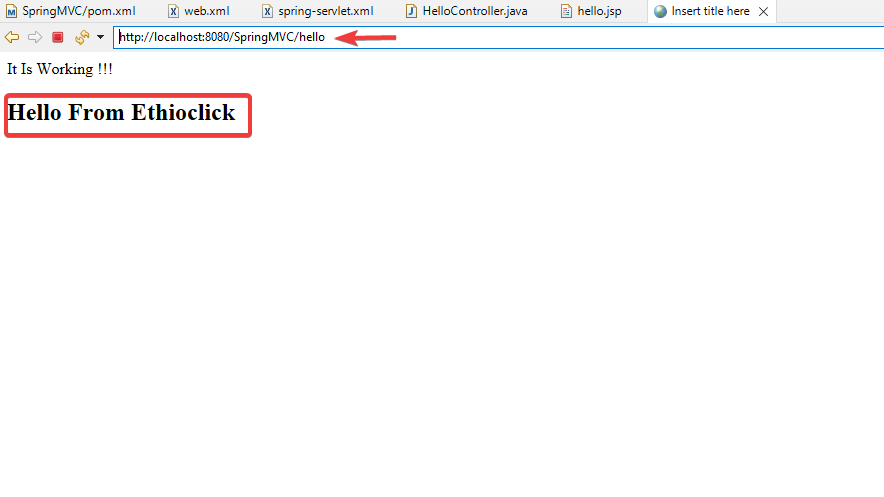 SpringMVC/pom.xml web.xml spring-servlet.xml HelloController.java hello.jsp Insert title here
http://localhost:8080/SpringMVC/hello
It Is Working !!!
Hello From Ethioclick